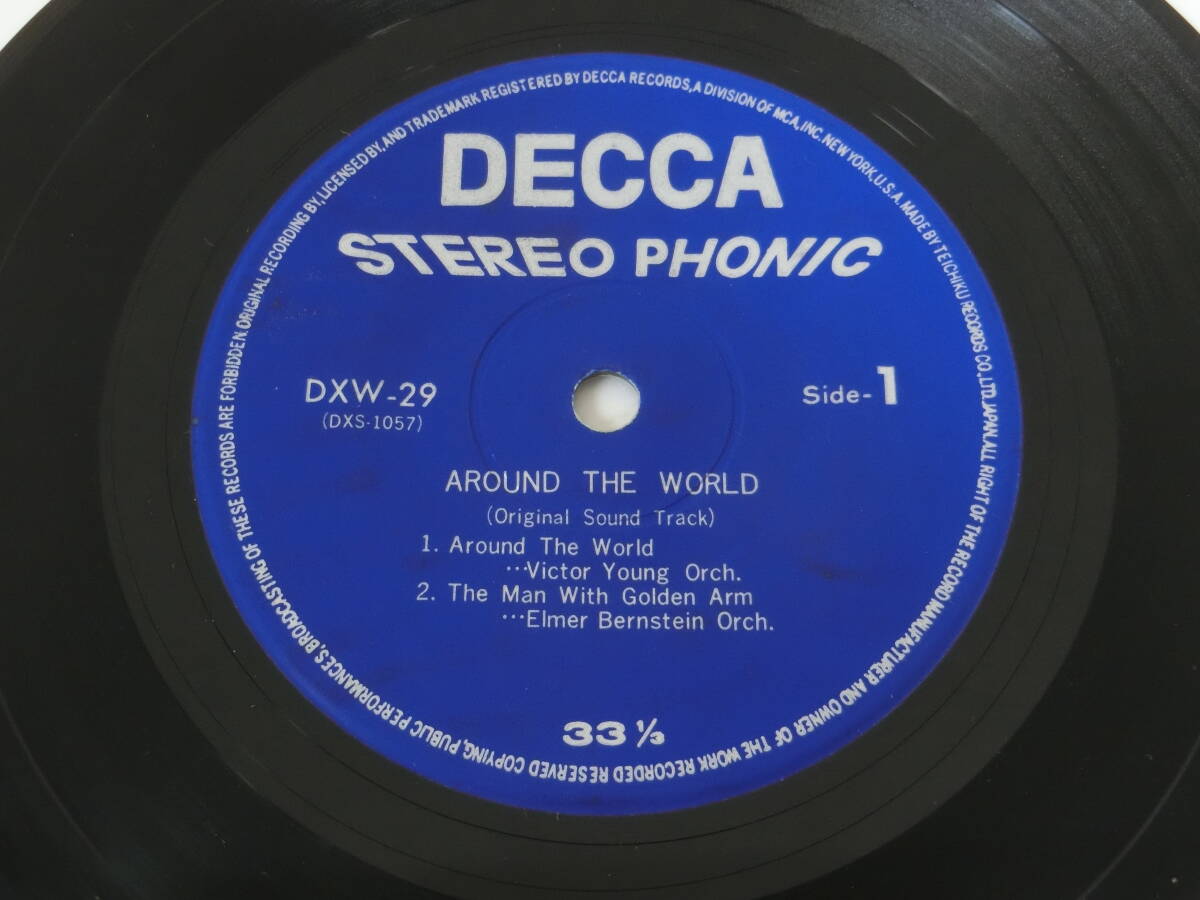 ORIGINAL RECORDING BY, LICENSED BY, AND TRADEMARK REGISTERED BY DECCA RECORDS, A DIVISION OF MCA, INC. NEW YORK, U.S.A. MADE BY TEICHIKU RECORDS CO., LTD. JAPAN. ALL RIGHT OF THE RECORD MANUFACTURER AND OWNER OF THE WORK RECORDED RESERVED COPYING, PUBLIC PERFORMANCES, BROADCASTING OF THESE RECORDS ARE FORBIDDEN.
DECCA
STEREO PHONIC
DXW-29
(DXS-1057)
Side-1
AROUND THE WORLD
(Original Sound Track)
1. Around The World
···Victor Young Orch.
2. The Man With Golden Arm
···Elmer Bernstein Orch.
33 ⅓